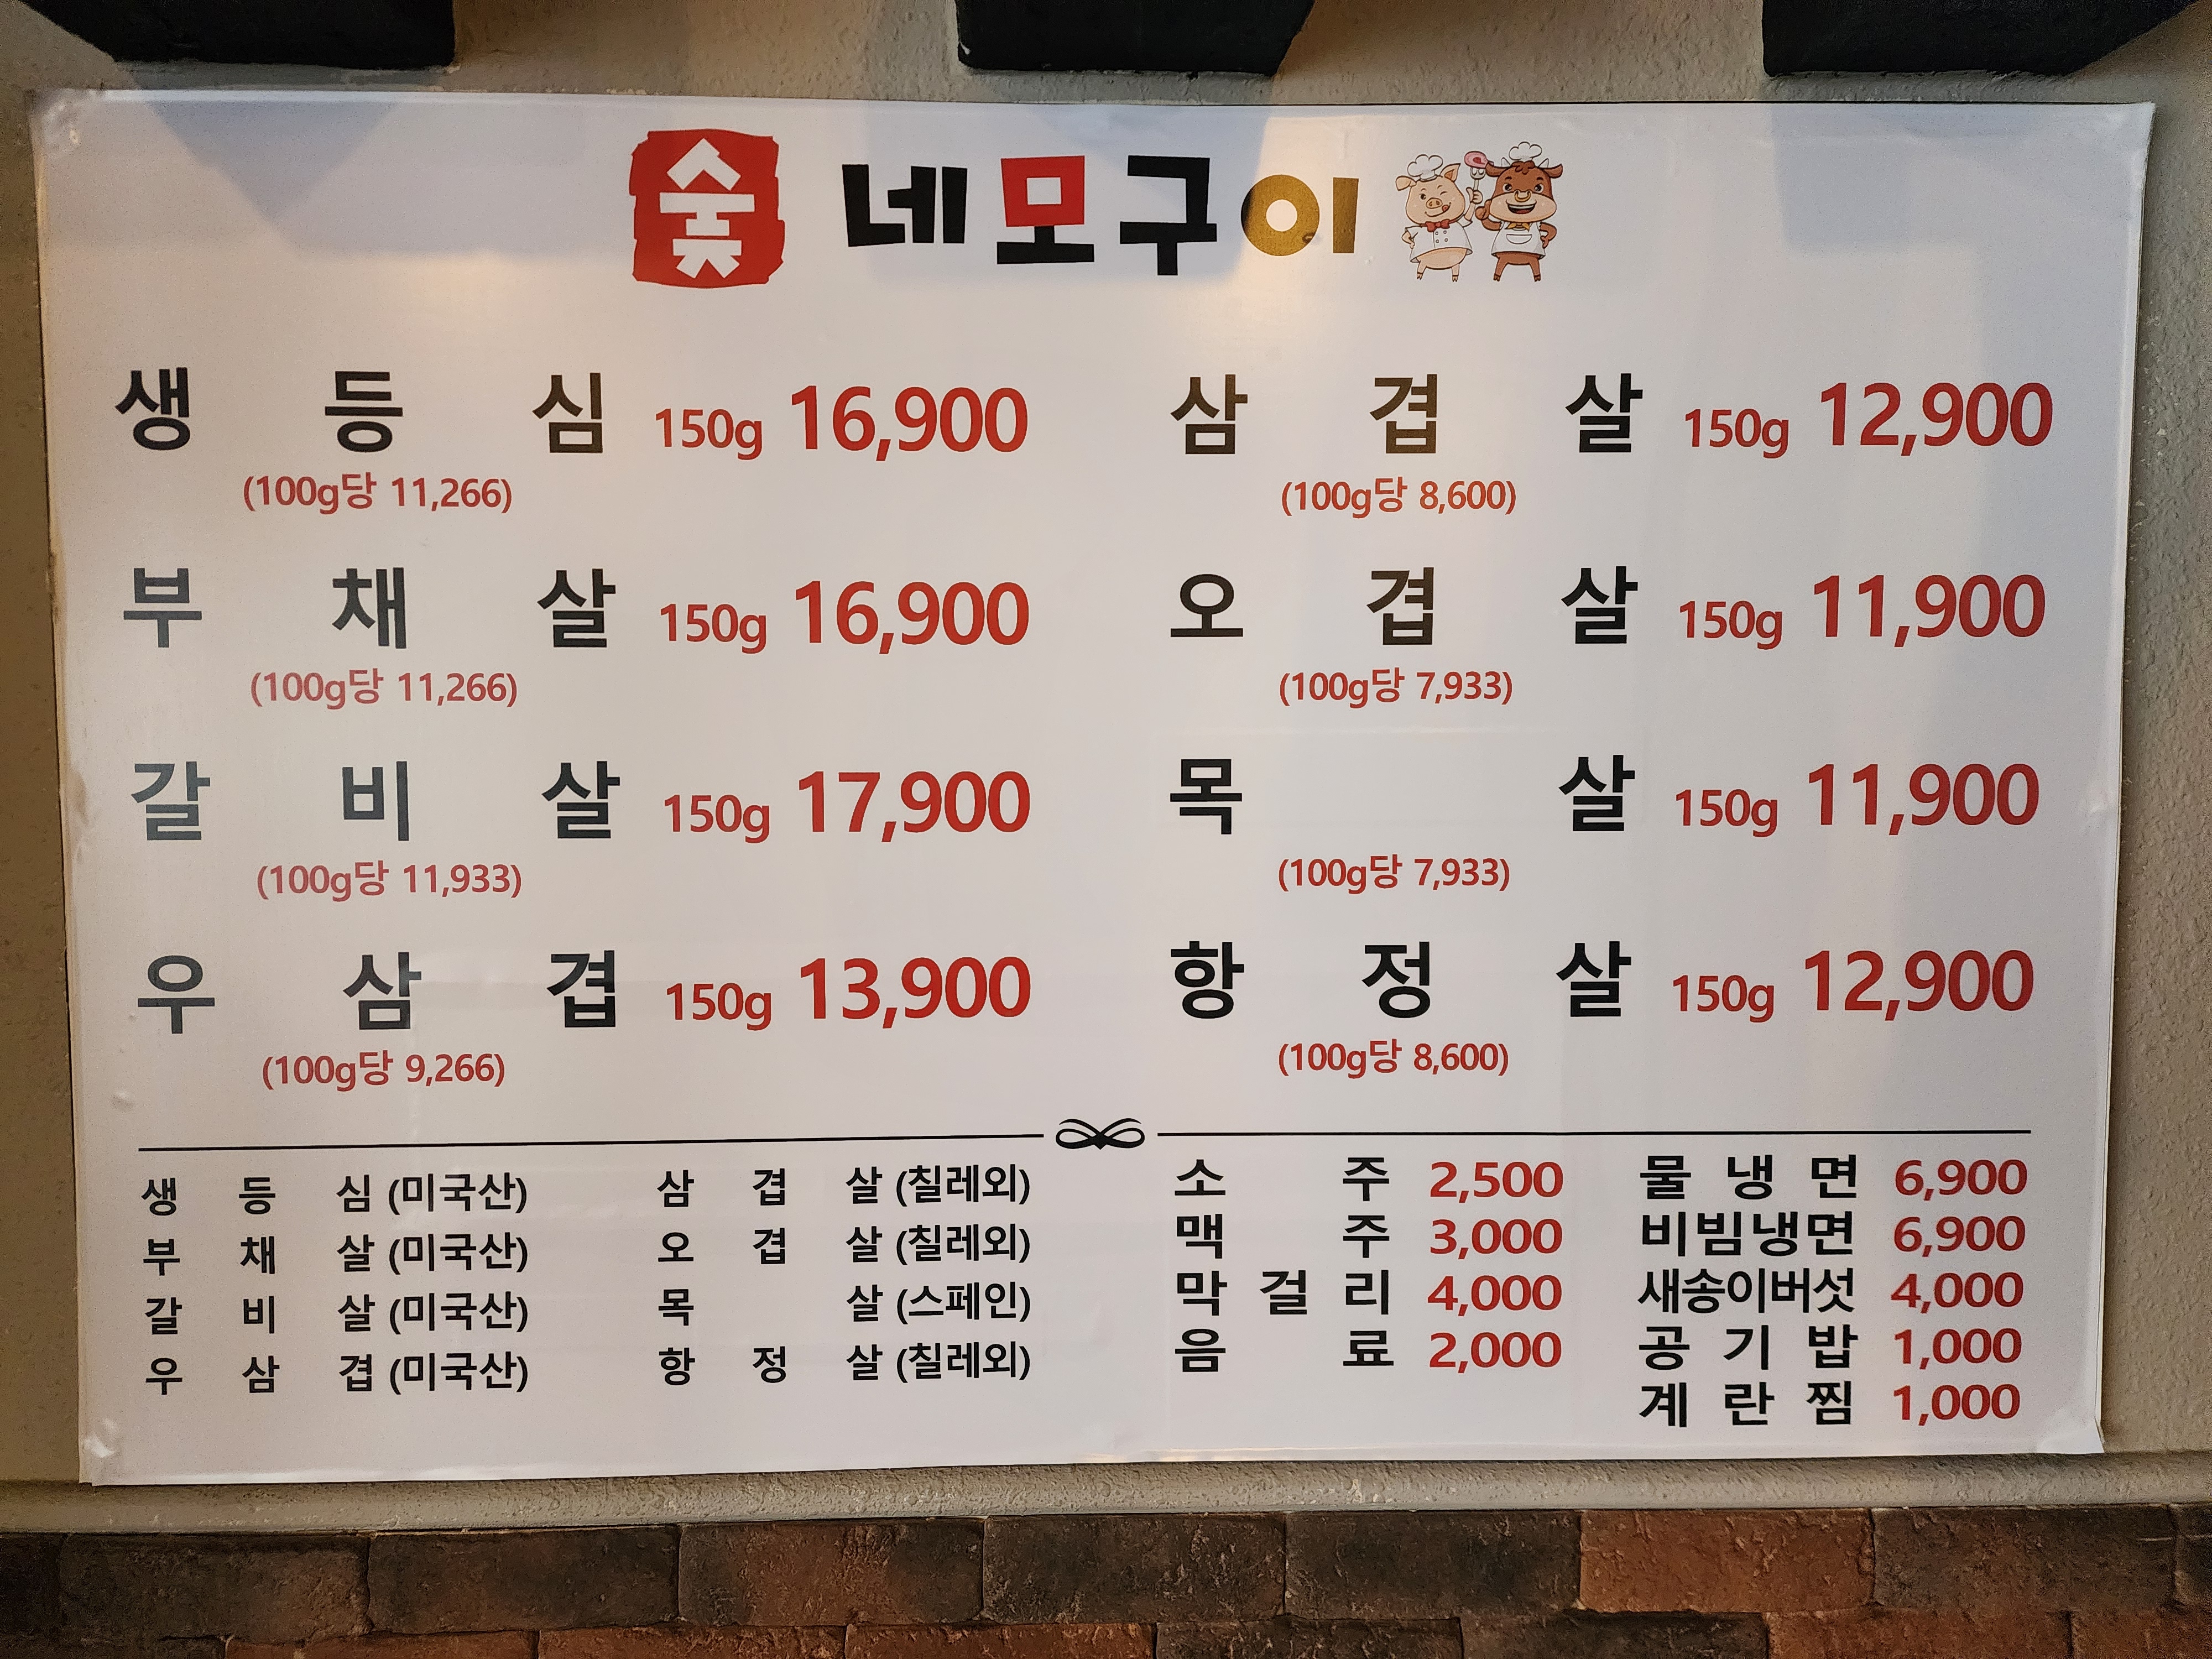 숯 네모구이
생등심 150g 16,900
(100g당 11,266)
부채살 150g 16,900
(100g당 11,266)
갈비살 150g 17,900
(100g당 11,933)
우삼겹 150g 13,900
(100g당 9,266)
삼겹살 150g 12,900
(100g당 8,600)
오겹살 150g 11,900
(100g당 7,933)
목살 150g 11,900
(100g당 7,933)
항정살 150g 12,900
(100g당 8,600)
생등심 (미국산)
부채살 (미국산)
갈비살 (미국산)
우삼겹 (미국산)
삼겹살 (칠레외)
오겹살 (칠레외)
목살 (스페인)
항정살 (칠레외)
소주 2,500
맥주 3,000
막걸리 4,000
음료 2,000
물냉면 6,900
비빔냉면 6,900
새송이버섯 4,000
공기밥 1,000
계란찜 1,000